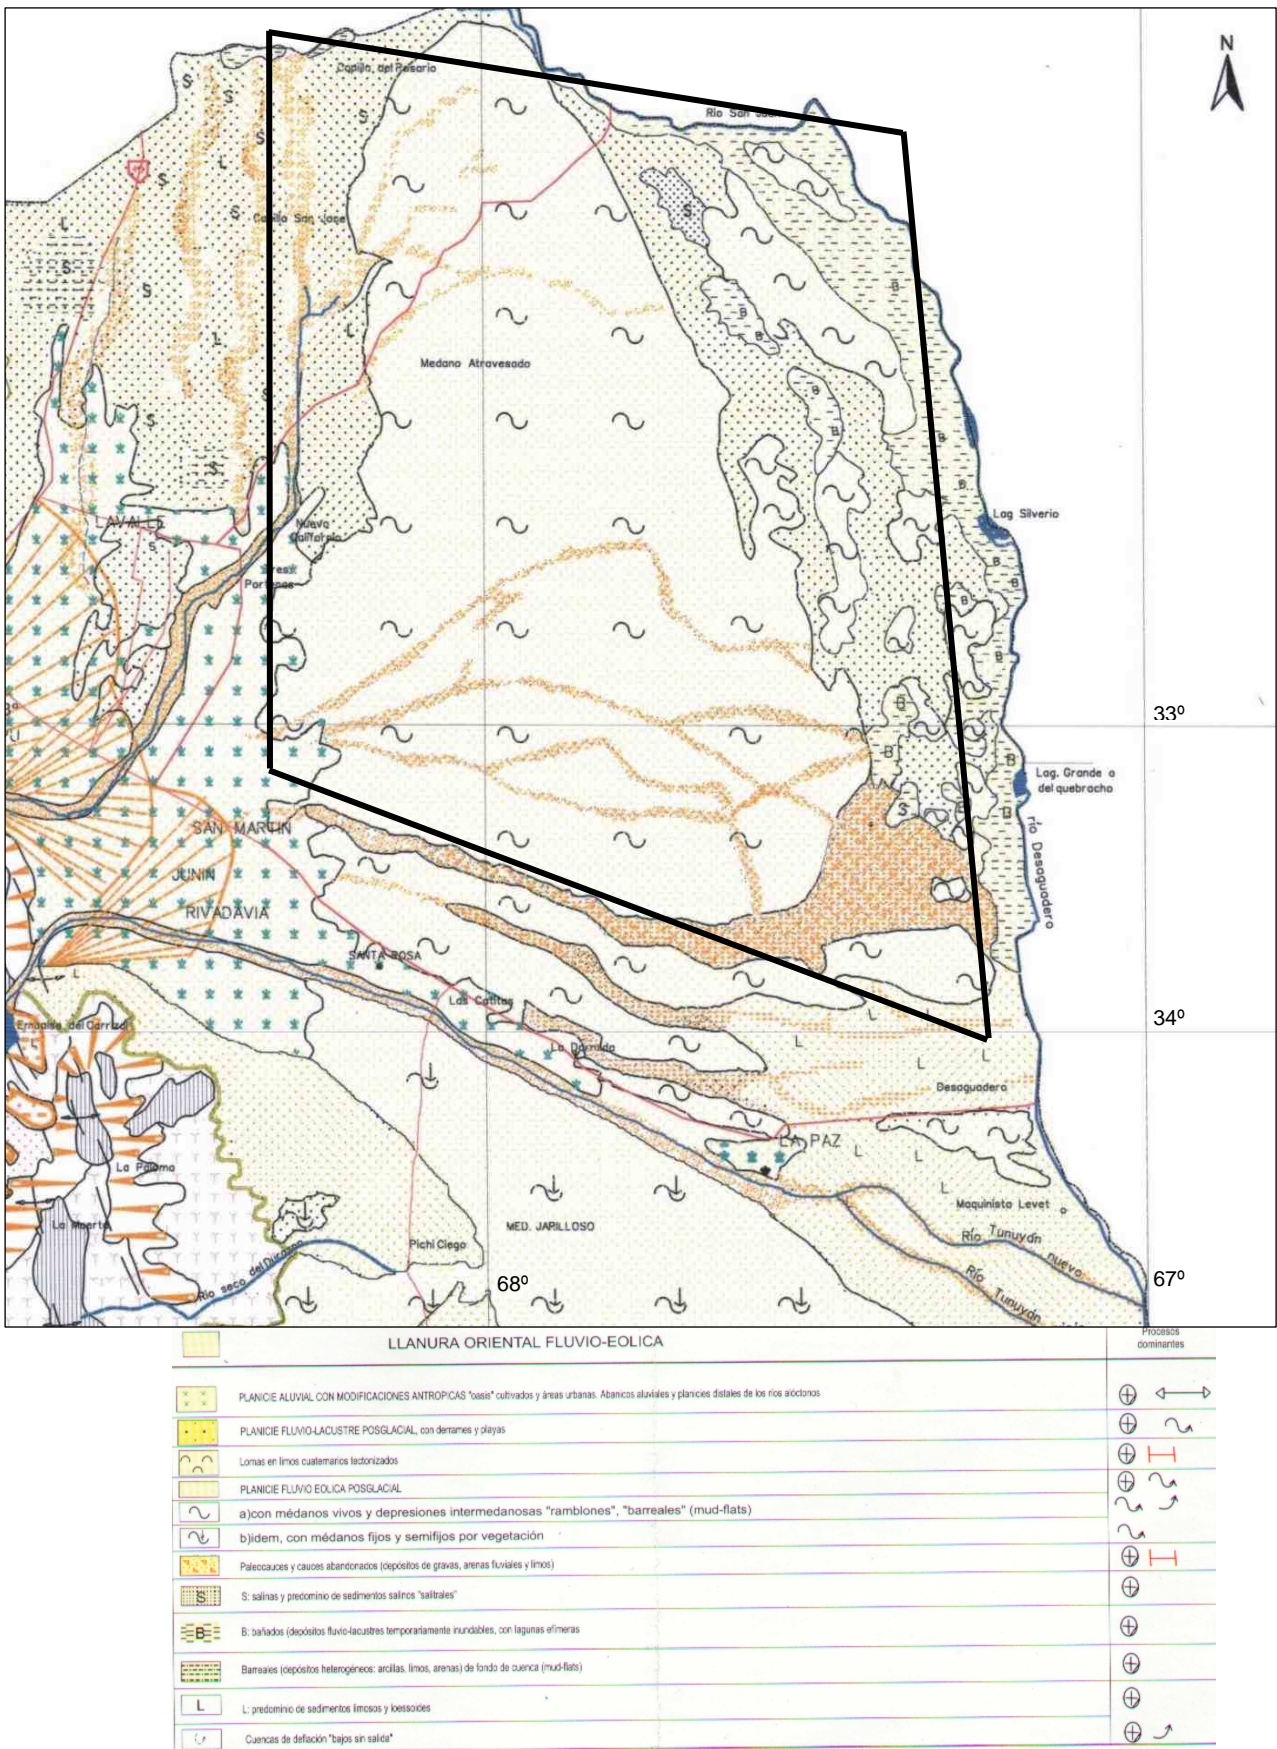 N
Capilla del Rosario
Río San Juan
S
S
S
S
L
S
S
Capilla San Jose
S
L
S
B
S
B
L
L
B
Medano Atravesado
B
S
S
B
B
S
B
Lag Silverio
LAVALLE
Nueva
California
S
Tres
Porteñas
B
B
B
B
B
33º
B
B
Lag. Grande o
del quebracho
S
B
B
SAN MARTIN
río Desaguadero
JUNIN
RIVADAVIA
SANTA ROSA
L
Las Catitas
L
L
34º
Embalse del Carrizal
L
La Dormida
L
L
L
Desaguadero
LA PAZ
L
L
La Paloma
L
Maquinista Levet
La Muerta
MED. JARILLOSO
Río Tunuyán nuevo
Pichi Ciego
Río seco del Durazno
Río Tunuyán
68º
67º
LLANURA ORIENTAL FLUVIO-EOLICA
Procesos
dominantes
PLANICIE ALUVIAL CON MODIFICACIONES ANTROPICAS "oasis" cultivados y áreas urbanas. Abanicos aluviales y planicies distales de los ríos alóctonos
PLANICIE FLUVIO-LACUSTRE POSGLACIAL, con derrames y playas
Lomas en limos cuaternarios tectonizados
PLANICIE FLUVIO EOLICA POSGLACIAL
a)con médanos vivos y depresiones intermedanosas "ramblones", "barreales" (mud-flats)
b)idem, con médanos fijos y semifijos por vegetación
Paleocauces y cauces abandonados (depósitos de gravas, arenas fluviales y limos)
S S: salinas y predominio de sedimentos salinos "salitrales"
B B: bañados (depósitos fluvio-lacustres temporariamente inundables, con lagunas efímeras
Barreales (depósitos heterogéneos: arcillas, limos, arenas) de fondo de cuenca (mud-flats)
L L: predominio de sedimentos limosos y loessoides
Cuencas de deflación "bajos sin salida"